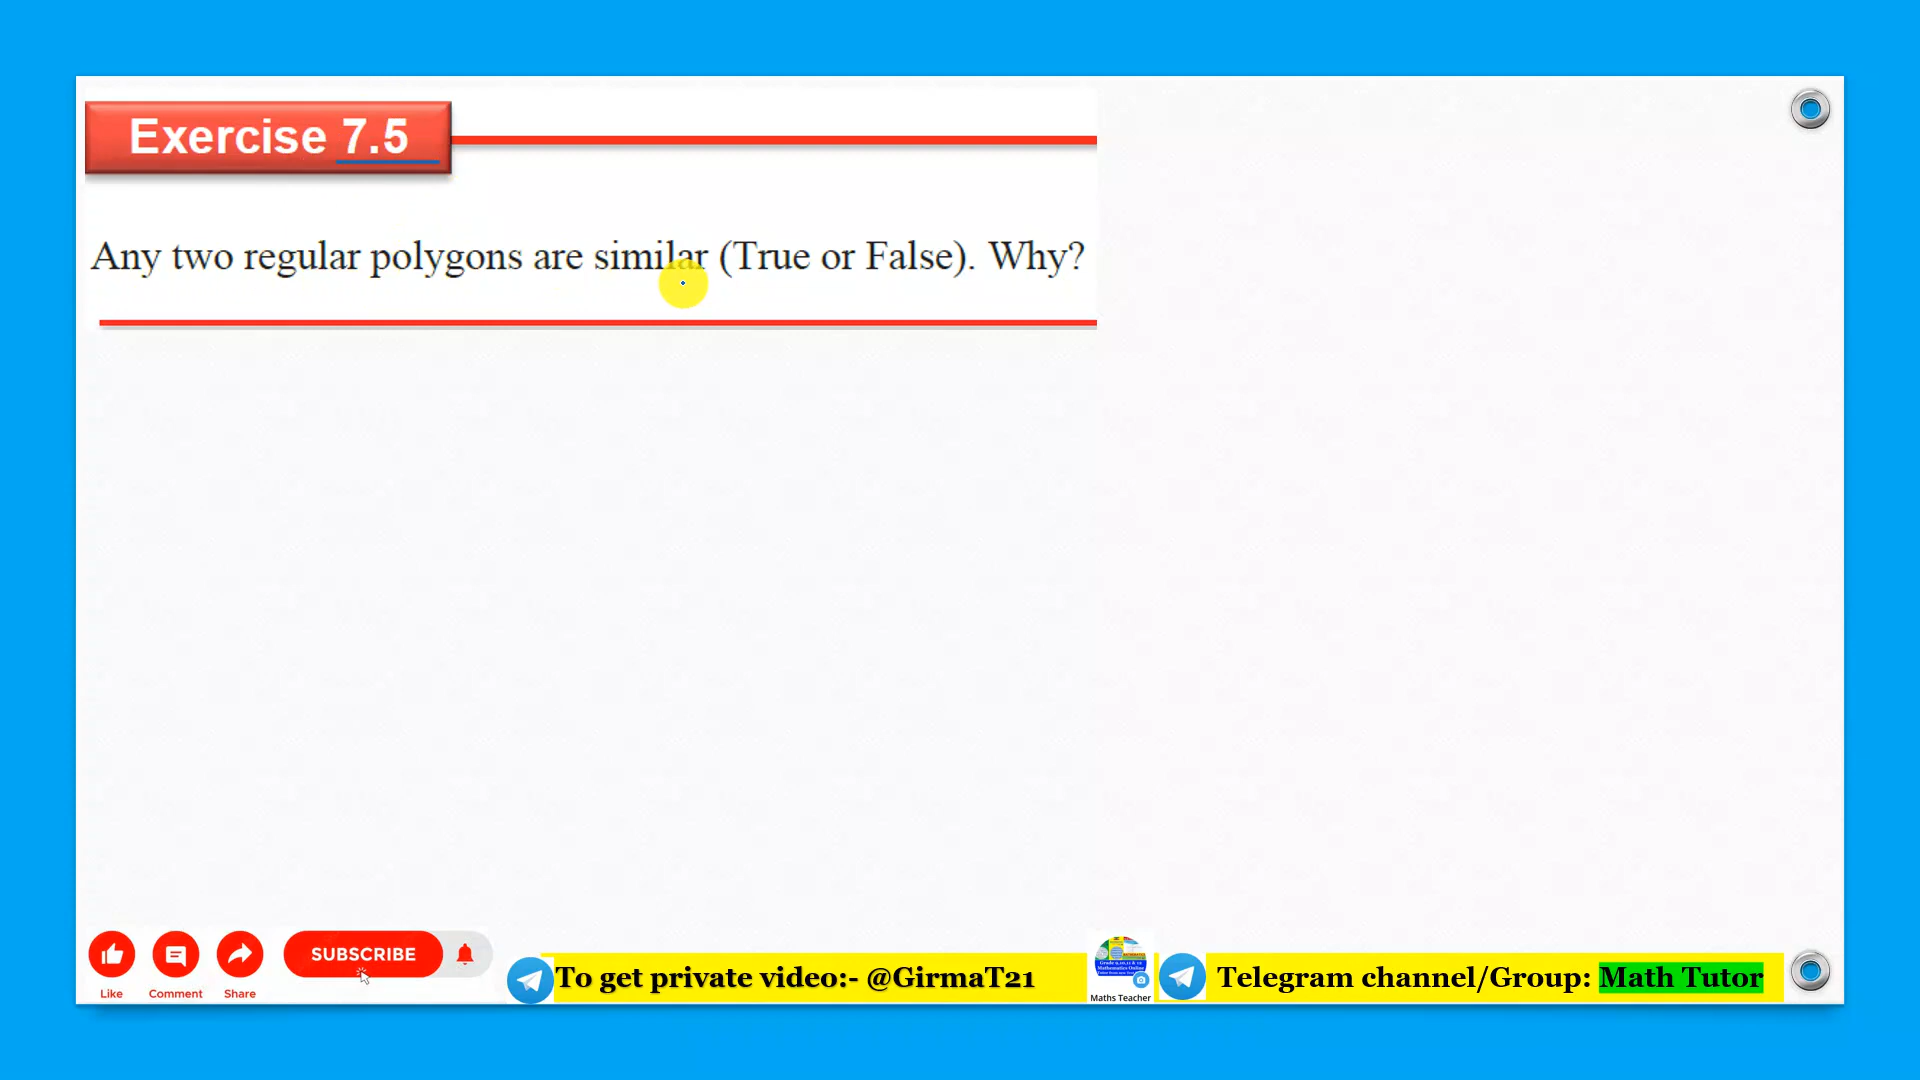 Exercise 7.5
Any two regular polygons are similar (True or False). Why?
SUBSCRIBE
Like
Comment
Share
To get private video:- @GirmaT21
Maths Teacher
Telegram channel/Group: Math Tutor